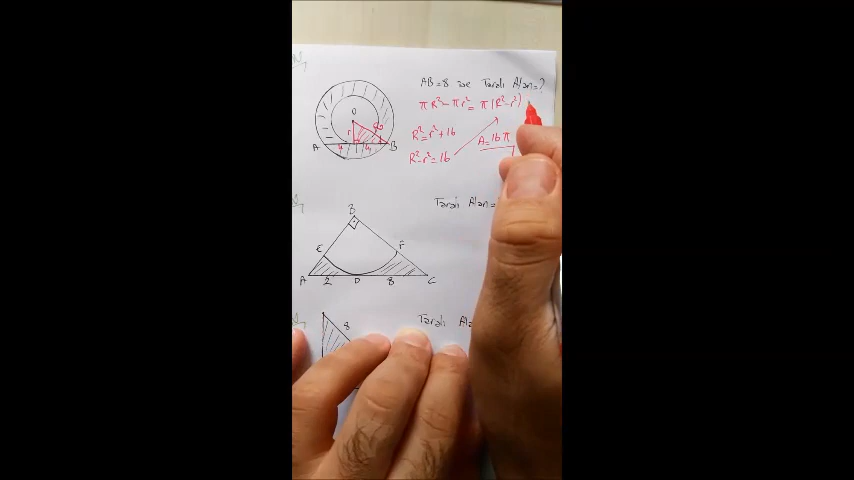 AB=8 ise Taralı Alan=?
πR²-πr²=π(R²-r²)
R²=r²+16
R²-r²=16
A=16π
O
r
R
A
4
4
B
Taralı Alan=
B
E
F
A
2
D
8
C
8
Taralı Ala